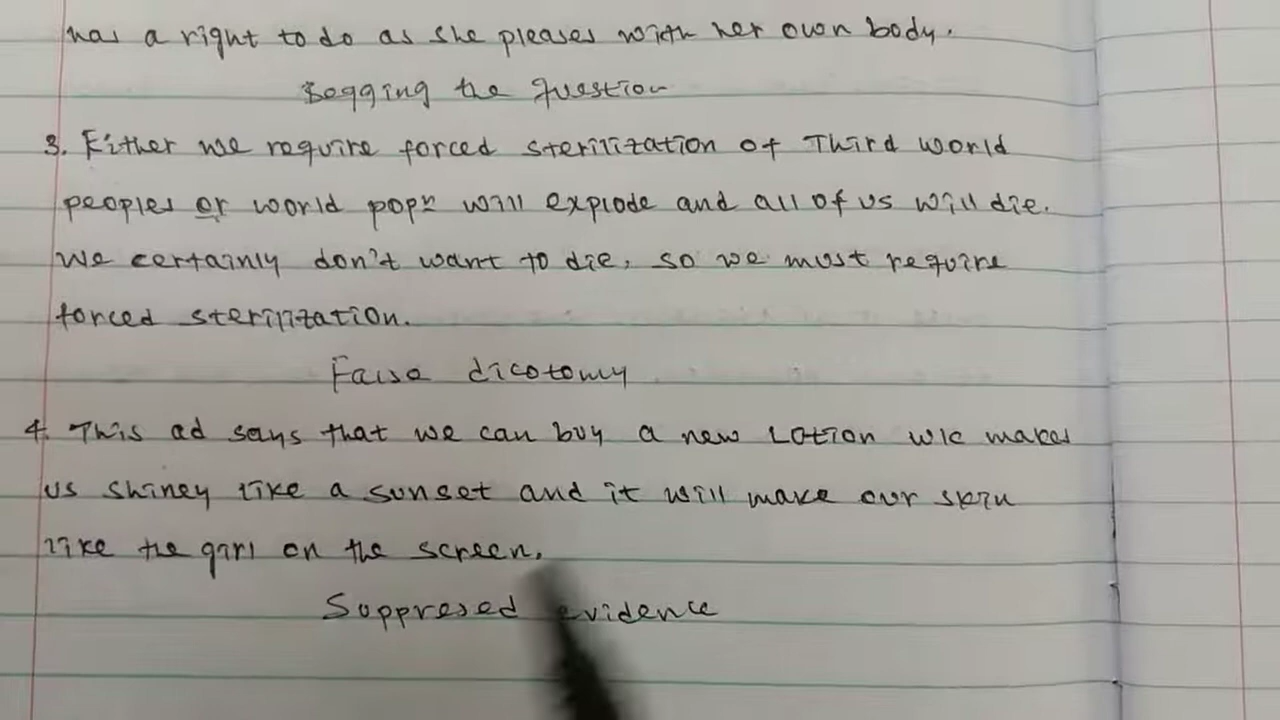 has a right to do as she pleases with her own body.
Begging the question
3. Either we require forced sterilization of Third World
peoples or world popn will explode and all of us will die.
We certainly don't want to die, so we must require
forced sterilization.
False dicotomy
4. This ad says that we can buy a new Lotion wic makes
us shiney like a sunset and it will make our skin
like the girl on the screen.
Suppresed evidence